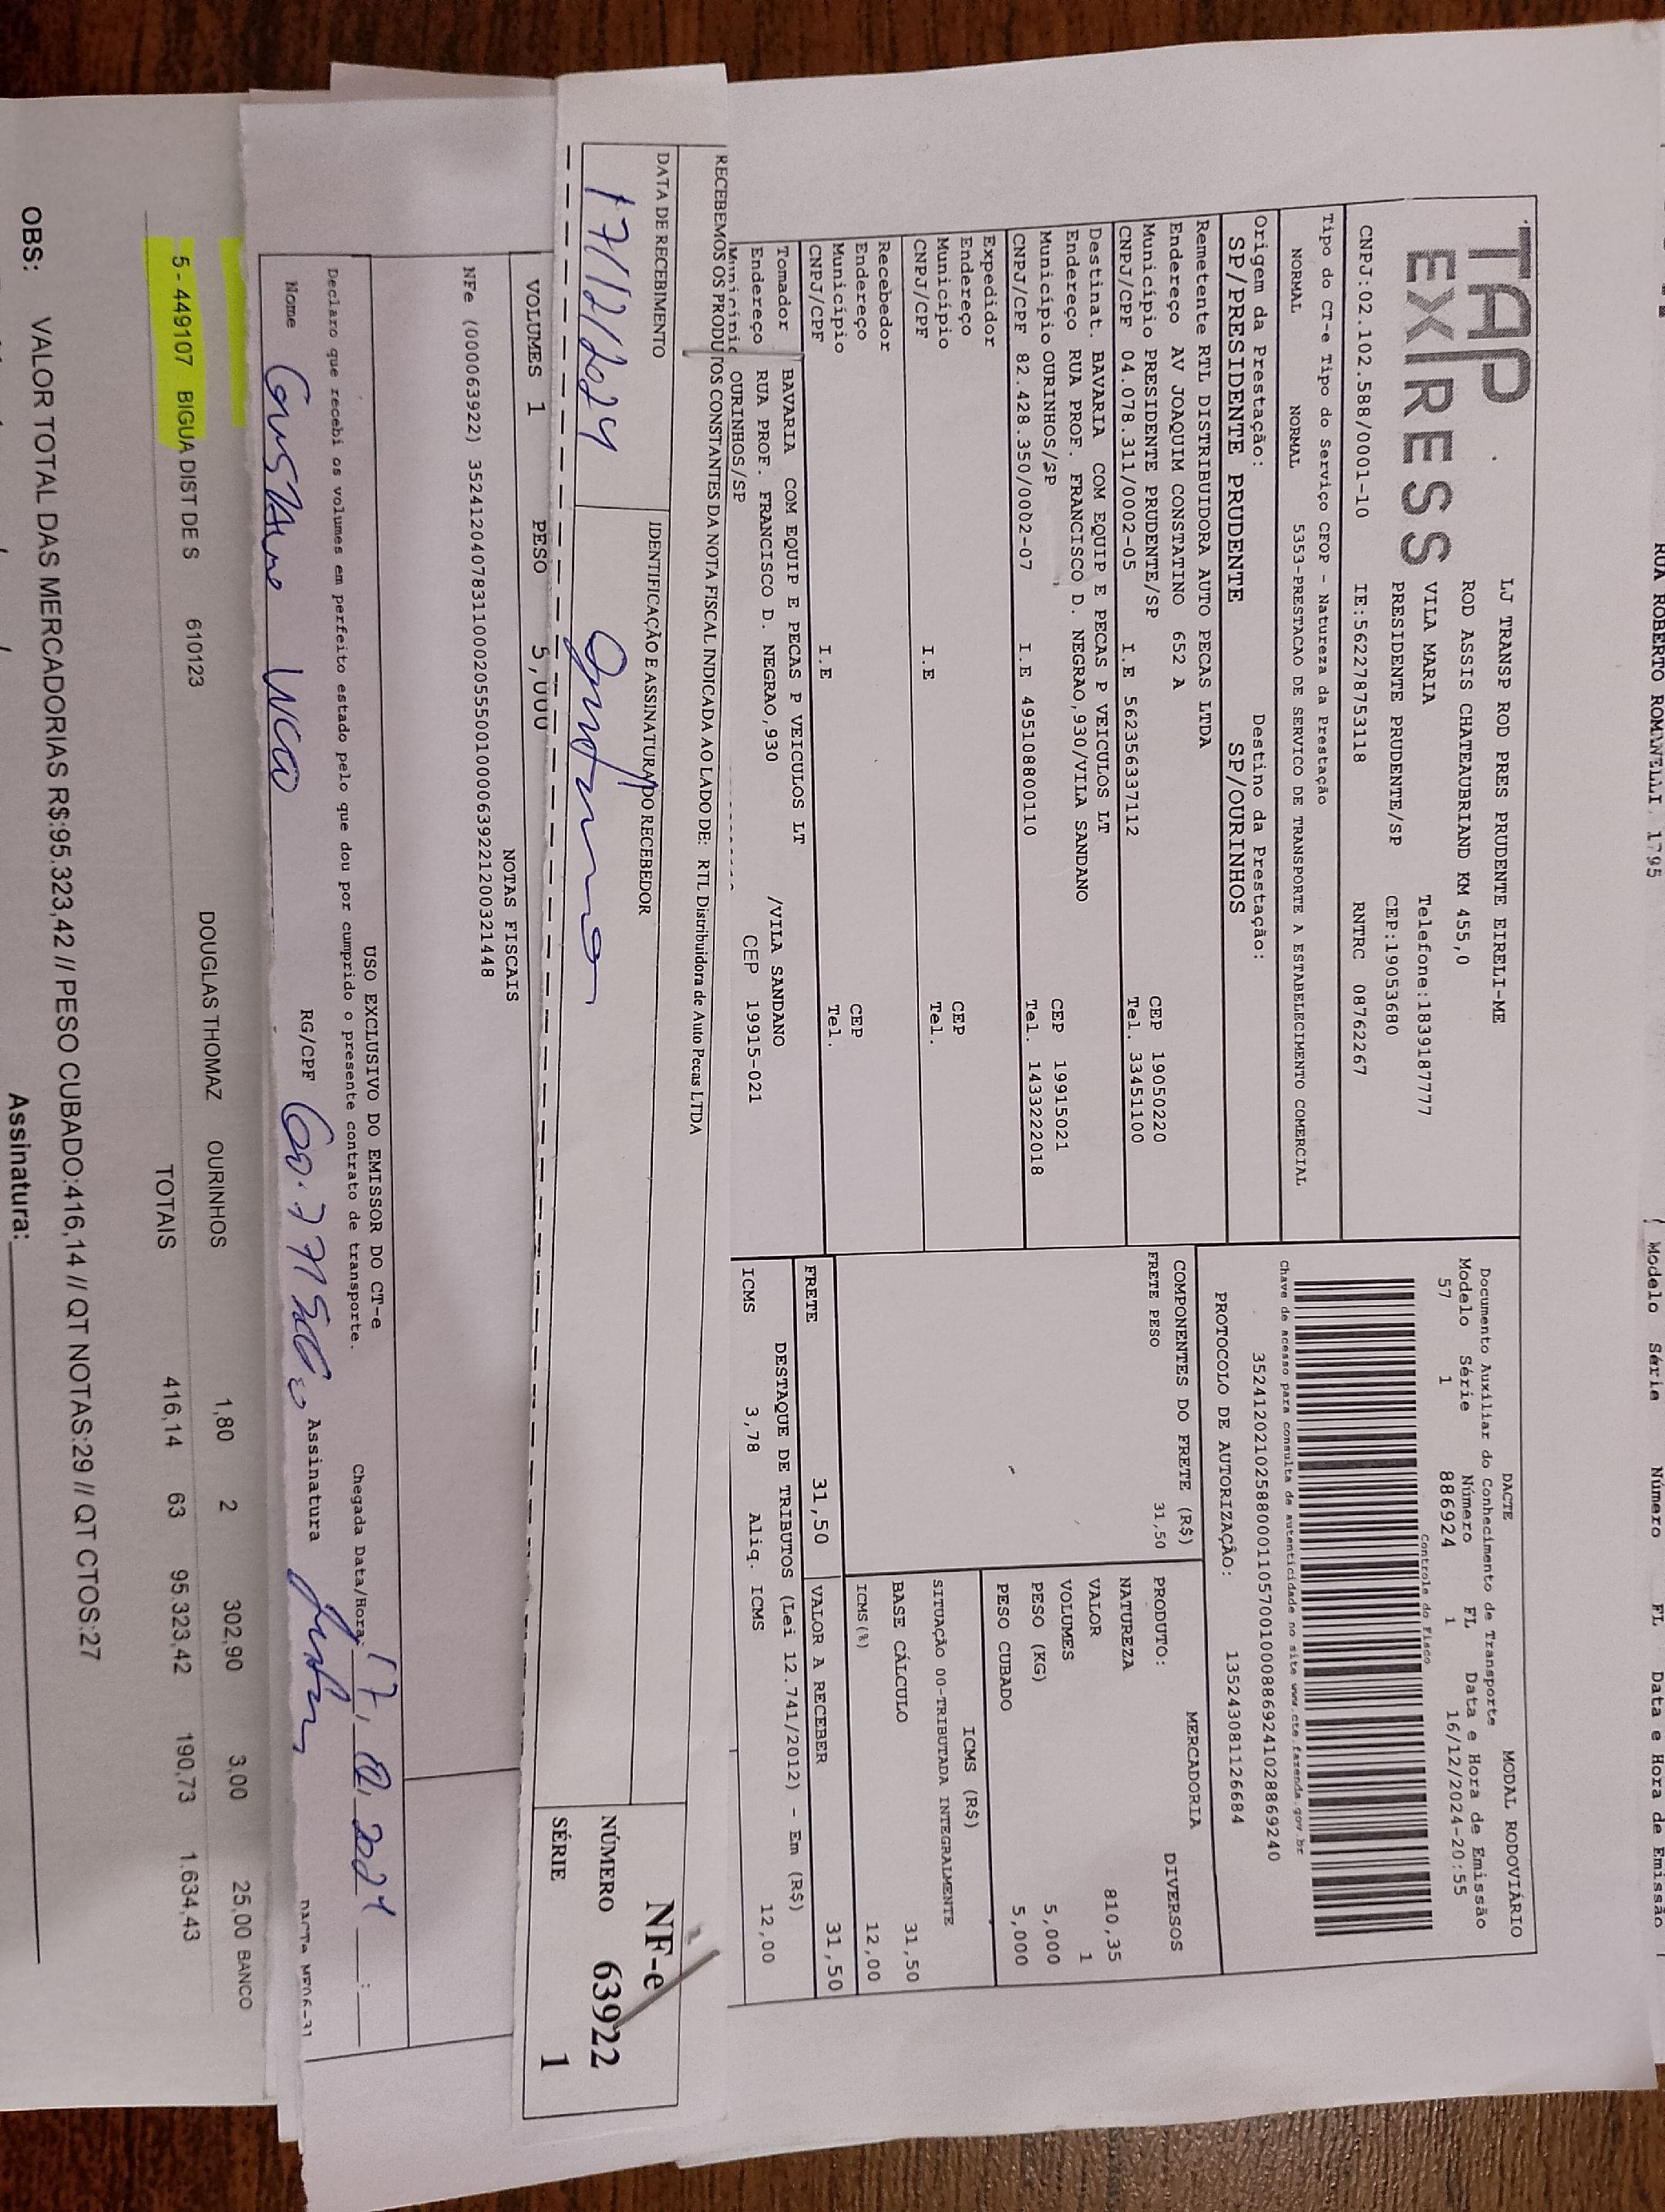 RUA ROBERTO ROMANELLI, 1795
Modelo Série Número FL Data e Hora de Emissão
TAP
EXPRESS
LJ TRANSP ROD PRES PRUDENTE EIRELI-ME
ROD ASSIS CHATEAUBRIAND KM 455,0
VILA MARIA Telefone:1839187777
PRESIDENTE PRUDENTE/SP CEP:19053680
CNPJ:02.102.588/0001-10 IE:562278753118 RNTRC 08762267
DACTE MODAL RODOVIÁRIO
Documento Auxiliar do Conhecimento de Transporte
Modelo Série Número FL Data e Hora de Emissão
57 1 886924 1 16/12/2024-20:55
Controle do Fisco
Chave de acesso para consulta de autenticidade no site www.cte.fazenda.gov.br
35241202102588000110570010008869241028869240
PROTOCOLO DE AUTORIZAÇÃO: 135243081126684
Tipo do CT-e Tipo do Serviço CFOP - Natureza da Prestação
NORMAL NORMAL 5353-PRESTACAO DE SERVICO DE TRANSPORTE A ESTABELECIMENTO COMERCIAL
Origem da Prestação: Destino da Prestação:
SP/PRESIDENTE PRUDENTE SP/OURINHOS
Remetente RTL DISTRIBUIDORA AUTO PECAS LTDA
Endereço AV JOAQUIM CONSTATINO 652 A
Município PRESIDENTE PRUDENTE/SP CEP 19050220
CNPJ/CPF 04.078.311/0002-05 I.E 562356337112 Tel. 33451100
Destinat. BAVARIA COM EQUIP E PECAS P VEICULOS LT
Endereço RUA PROF. FRANCISCO D. NEGRAO,930/VILA SANDANO
Município OURINHOS/SP CEP 19915021
CNPJ/CPF 82.428.350/0002-07 I.E 495108800110 Tel. 1433222018
Expedidor
Endereço
Município CEP
CNPJ/CPF I.E Tel.
Recebedor
Endereço
Município CEP
CNPJ/CPF I.E Tel.
Tomador BAVARIA COM EQUIP E PECAS P VEICULOS LT
Endereço RUA PROF. FRANCISCO D. NEGRAO,930 /VILA SANDANO
Município OURINHOS/SP CEP 19915-021
COMPONENTES DO FRETE (R$)
FRETE PESO 31,50
MERCADORIA
PRODUTO: DIVERSOS
NATUREZA
VALOR 810,35
VOLUMES 1
PESO (KG) 5,000
PESO CUBADO 5,000
ICMS (R$)
SITUAÇÃO 00-TRIBUTADA INTEGRALMENTE
BASE CÁLCULO 31,50
ICMS(%) 12,00
FRETE 31,50 VALOR A RECEBER 31,50
DESTAQUE DE TRIBUTOS (Lei 12.741/2012) - Em (R$)
ICMS 3,78 Aliq. ICMS 12,00
RECEBEMOS OS PRODUTOS CONSTANTES DA NOTA FISCAL INDICADA AO LADO DE: RTL Distribuidora de Auto Pecas LTDA
DATA DE RECEBIMENTO IDENTIFICAÇÃO E ASSINATURA DO RECEBEDOR
17/12/2024 Gustavo
NF-e
NÚMERO 63922
SÉRIE 1
VOLUMES 1 PESO 5,000
NOTAS FISCAIS
NFe (000063922) 35241204078311000205550010000639221200321448
USO EXCLUSIVO DO EMISSOR DO CT-e
Declaro que recebi os volumes em perfeito estado pelo que dou por cumprido o presente contrato de transporte.
Chegada Data/Hora: 17, 12, 2024 :
Nome Gustavo RG/CPF Assinatura
25,00 BANCO
5 - 449107 BIGUA DIST DE S 610123 DOUGLAS THOMAZ OURINHOS 1,80 2 302,90 3,00
TOTAIS 416,14 63 95.323,42 190,73 1.634,43
OBS: VALOR TOTAL DAS MERCADORIAS R$:95.323,42 // PESO CUBADO:416,14 // QT NOTAS:29 // QT CTOS:27
Assinatura: